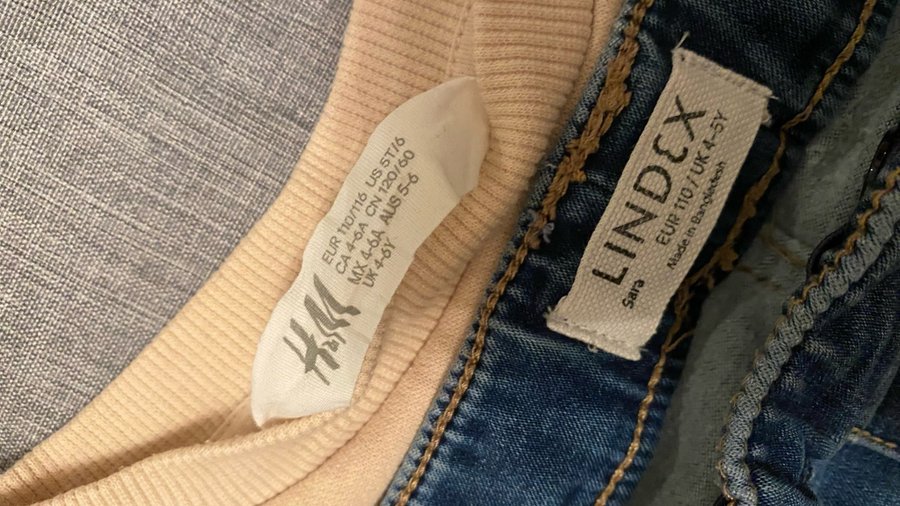 H&M
EUR 110/116 US 5T/6
CA 4-6A CN 120/60
MX 4-6A AUS 5-6
UK 4-6Y
LINDEX
Sara
EUR 110 / UK 4-5Y
Made in Bangladesh